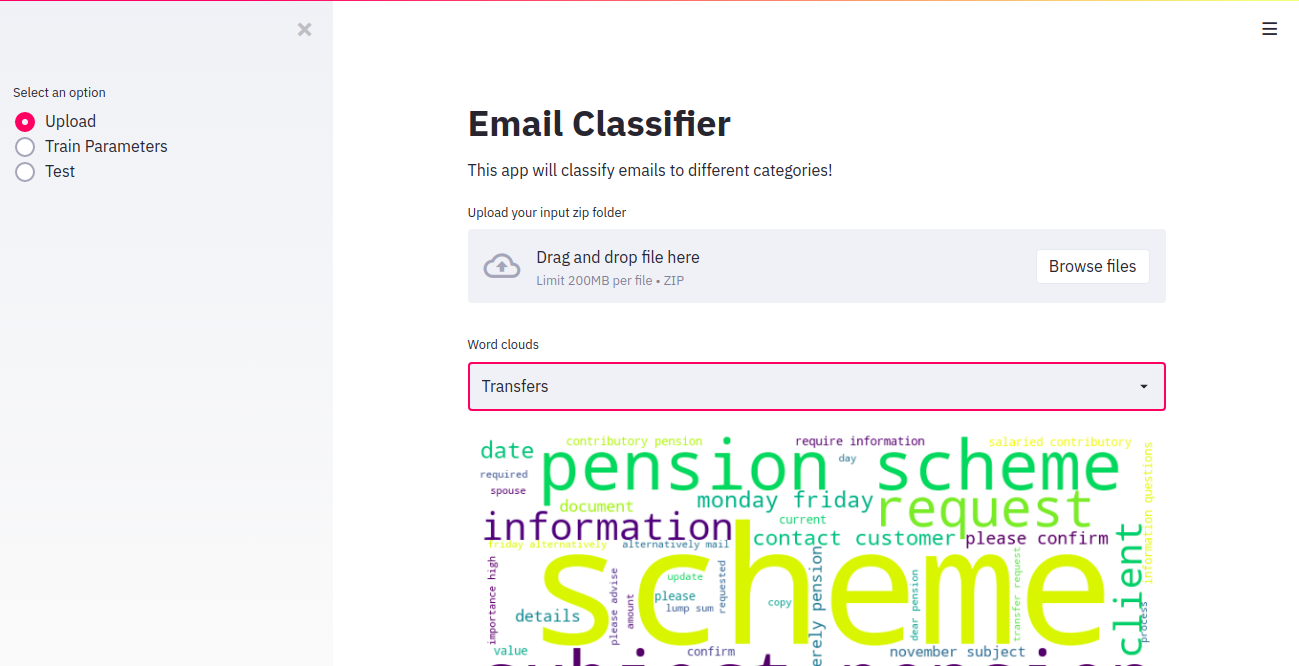 Select an option
Upload
Train Parameters
Test
Email Classifier
This app will classify emails to different categories!
Upload your input zip folder
Drag and drop file here
Limit 200MB per file • ZIP
Browse files
Word clouds
Transfers
date
contributory pension
require information
salaried contributory
pension scheme
day
required
spouse
monday friday
request
document
information
current
contact customer
please confirm
friday alternatively
alternatively mail
scheme
client
information questions
importance high
please advise
amount
update
please
lump sum
requested
copy
dear pension
transfer request
process
details
value
confirm
november subject
subject pension